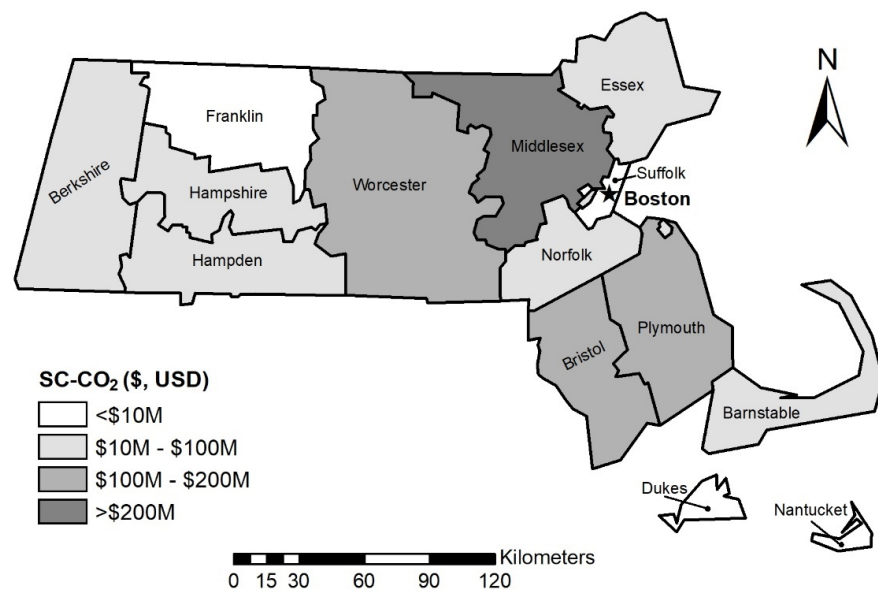 N
Essex
Franklin
Middlesex
Suffolk
Berkshire
Hampshire
Worcester
Boston
Hampden
Norfolk
Plymouth
Bristol
SC-CO₂ ($, USD)
<$10M
$10M - $100M
$100M - $200M
>$200M
Barnstable
Dukes
Nantucket
Kilometers
0 15 30 60 90 120